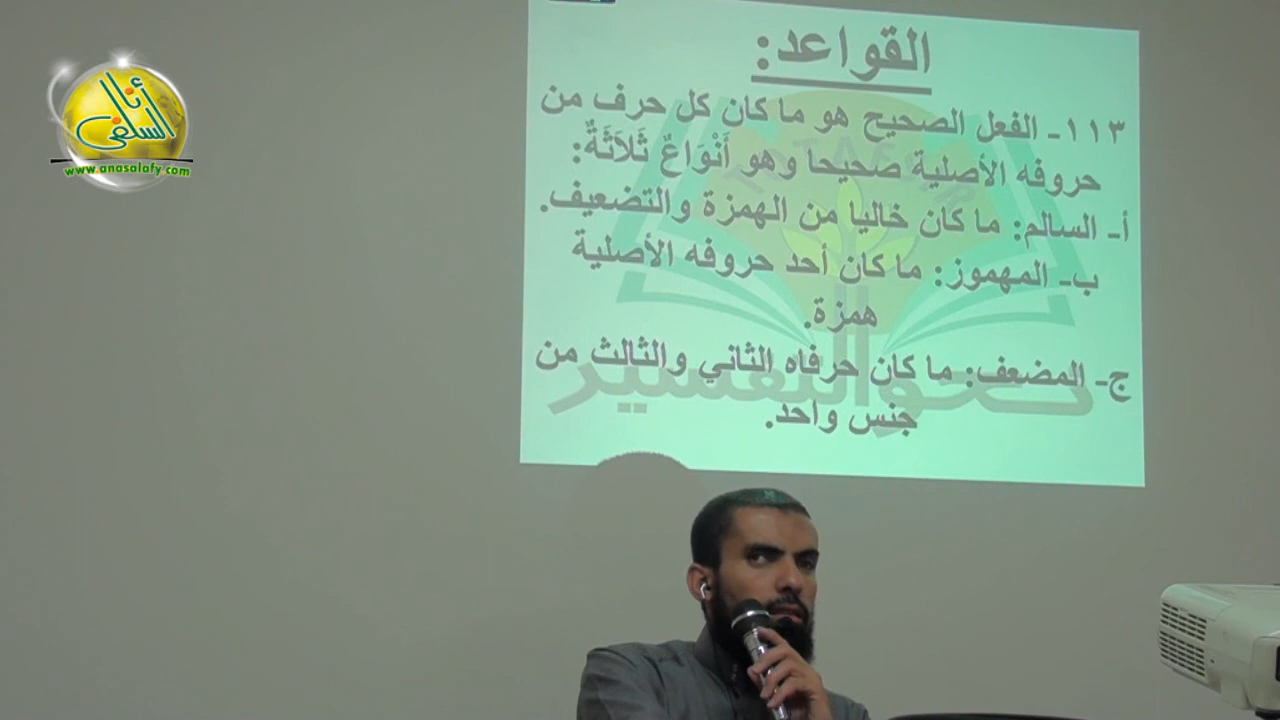 القواعد:
١١٣- الفعل الصحيح هو ما كان كل حرف من
حروفه الأصلية صحيحا وهو أَنْوَاعٌ ثَلَاثَةٌ:
أ- السالم: ما كان خاليا من الهمزة والتضعيف.
ب- المهموز: ما كان أحد حروفه الأصلية
همزة.
ج- المضعف: ما كان حرفاه الثاني والثالث من
جنس واحد.
أنا
السلفى
www.anasalafy.com